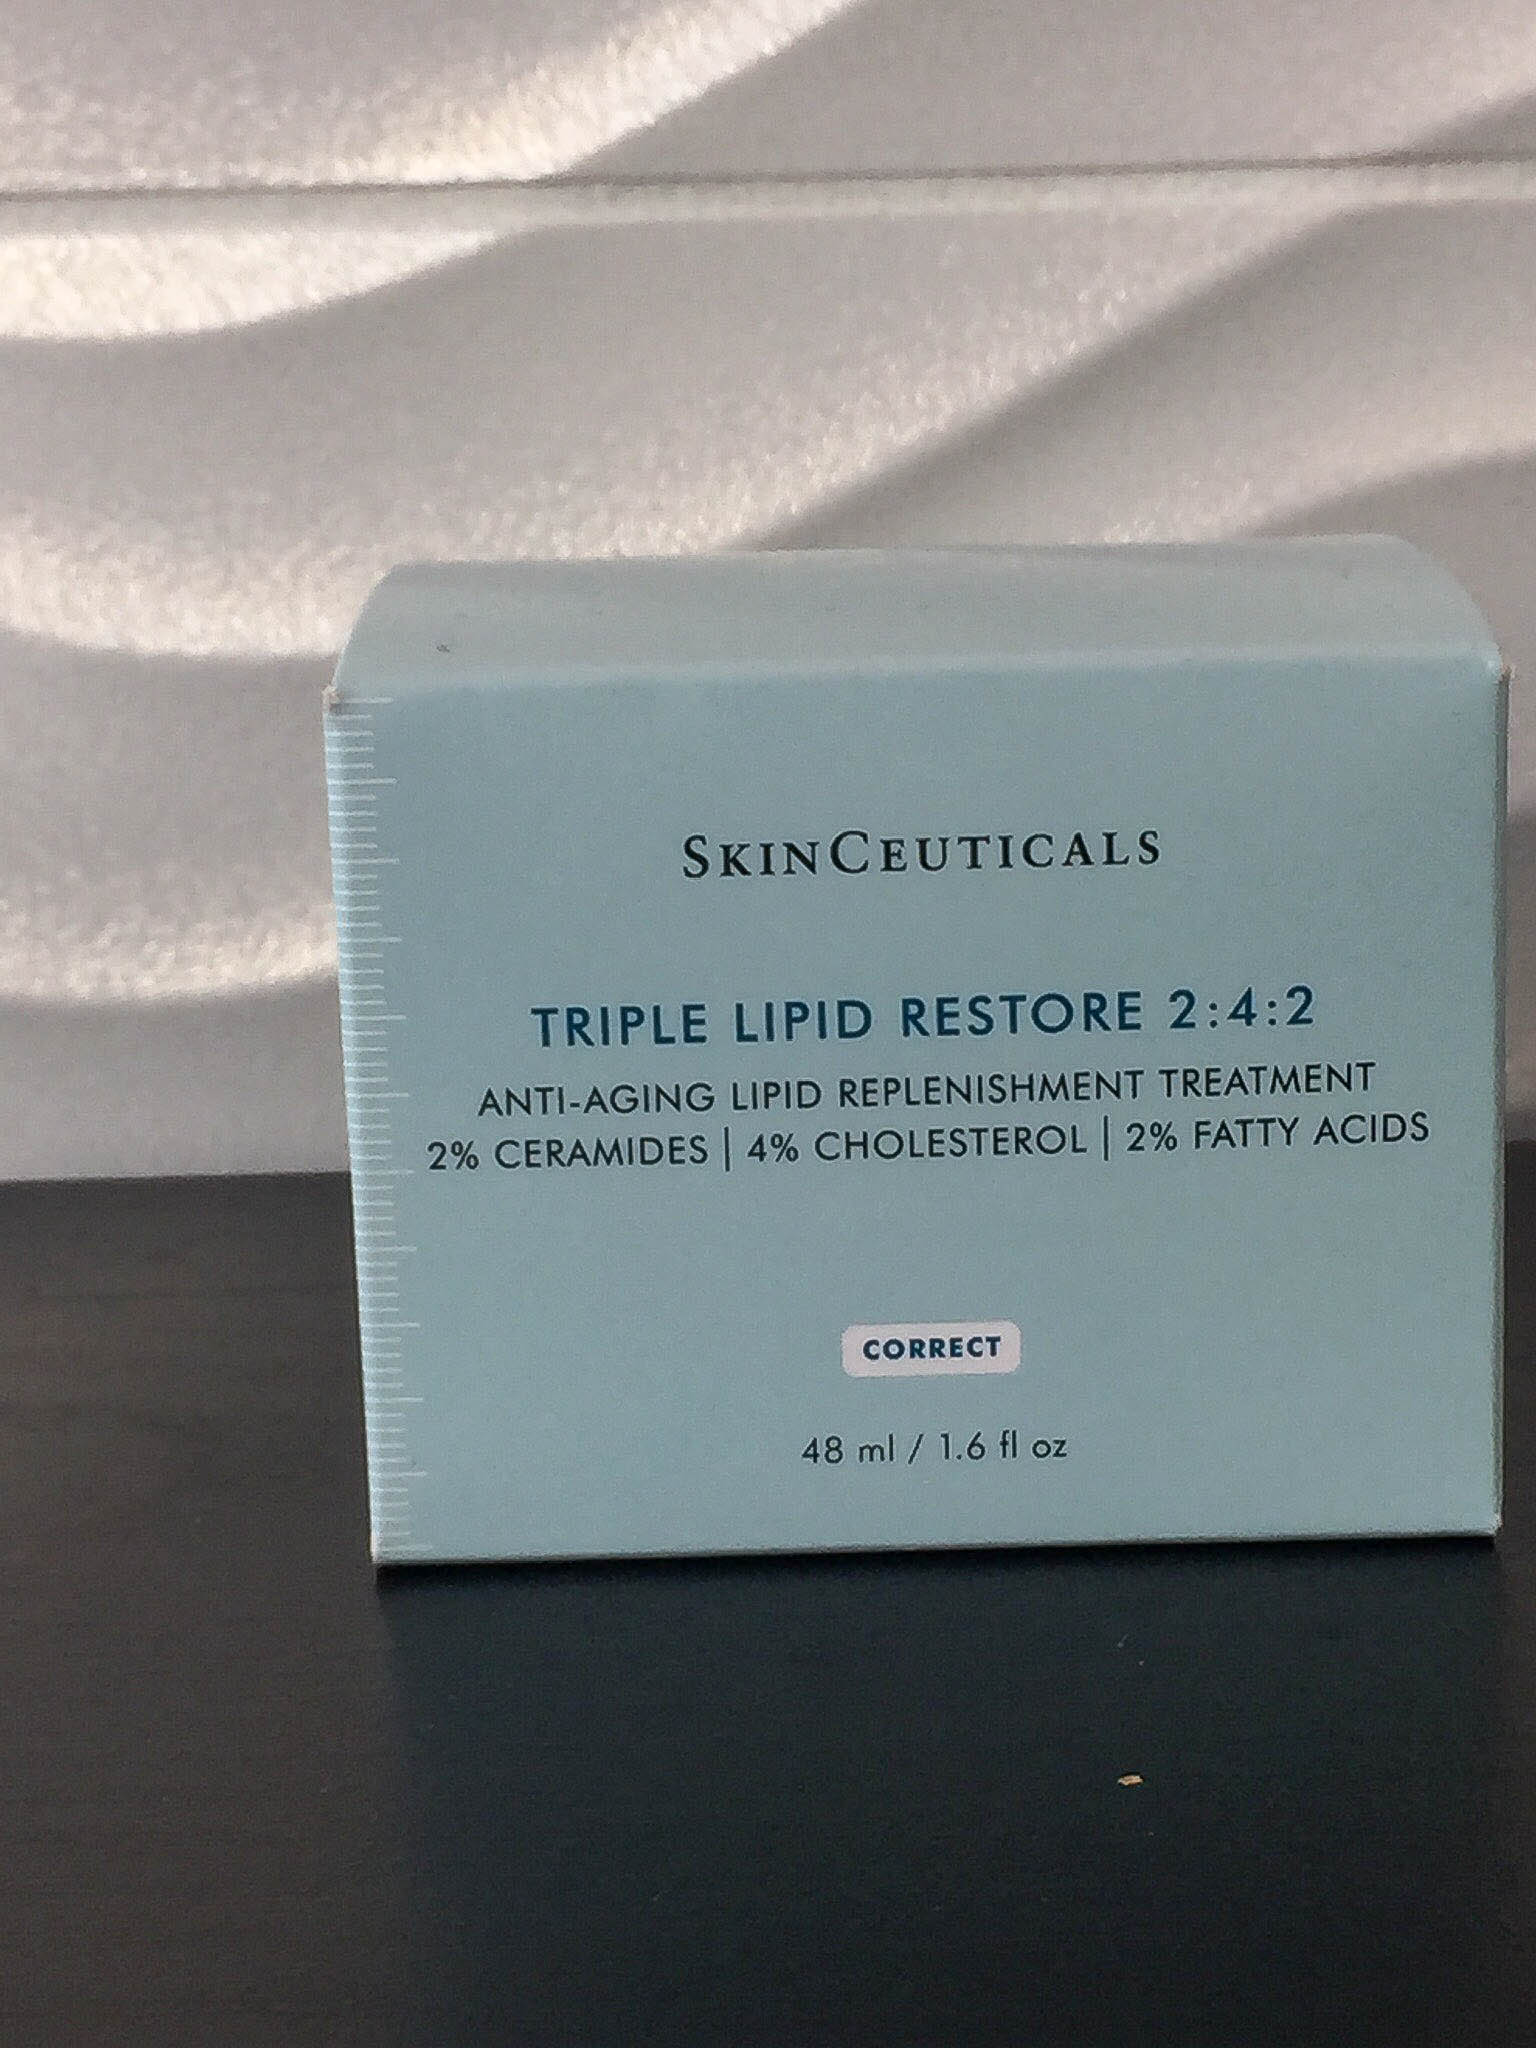 SKINCEUTICALS
TRIPLE LIPID RESTORE 2:4:2
ANTI-AGING LIPID REPLENISHMENT TREATMENT
2% CERAMIDES | 4% CHOLESTEROL | 2% FATTY ACIDS
CORRECT
48 ml / 1.6 fl oz